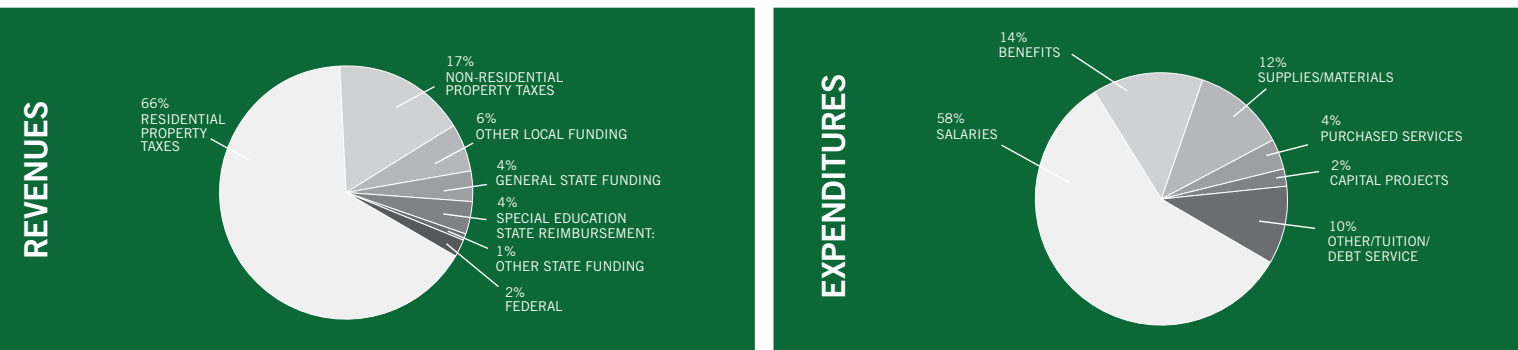 REVENUES
66%
RESIDENTIAL
PROPERTY
TAXES
17%
NON-RESIDENTIAL
PROPERTY TAXES
6%
OTHER LOCAL FUNDING
4%
GENERAL STATE FUNDING
4%
SPECIAL EDUCATION
STATE REIMBURSEMENT:
1%
OTHER STATE FUNDING
2%
FEDERAL
EXPENDITURES
14%
BENEFITS
58%
SALARIES
12%
SUPPLIES/MATERIALS
4%
PURCHASED SERVICES
2%
CAPITAL PROJECTS
10%
OTHER/TUITION/
DEBT SERVICE